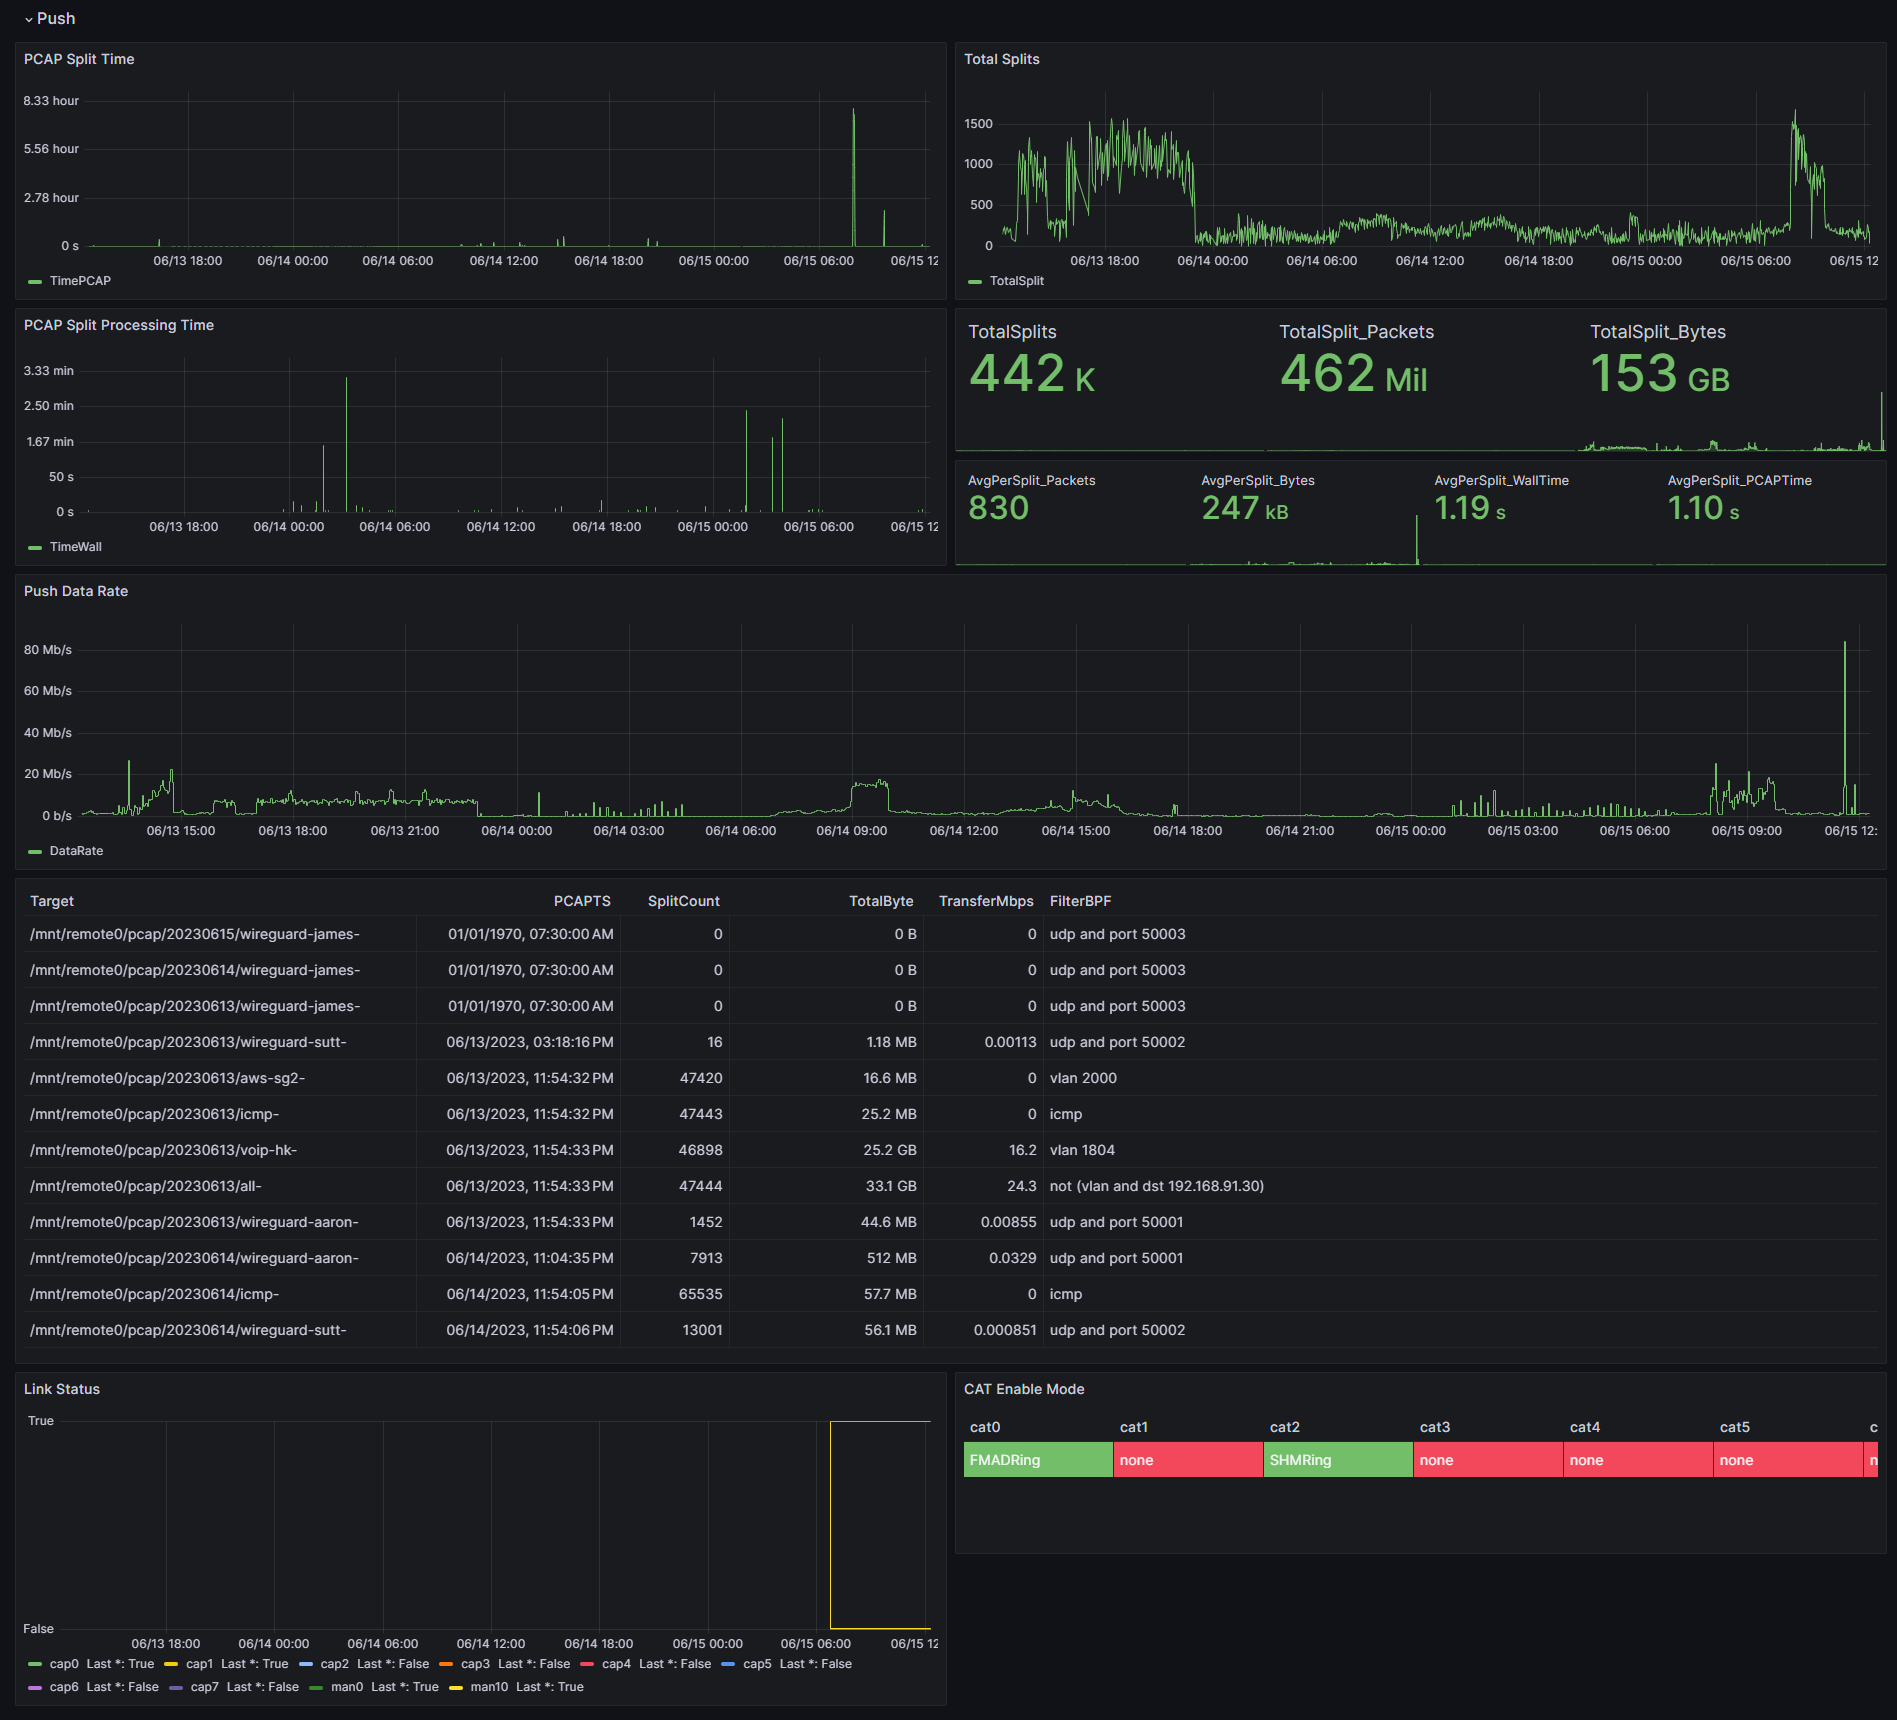 Push
PCAP Split Time
8.33 hour
5.56 hour
2.78 hour
0 s
06/13 18:00 06/14 00:00 06/14 06:00 06/14 12:00 06/14 18:00 06/15 00:00 06/15 06:00 06/15 12
TimePCAP
Total Splits
1500
1000
500
0
06/13 18:00 06/14 00:00 06/14 06:00 06/14 12:00 06/14 18:00 06/15 00:00 06/15 06:00 06/15 12
TotalSplit
PCAP Split Processing Time
3.33 min
2.50 min
1.67 min
50 s
0 s
06/13 18:00 06/14 00:00 06/14 06:00 06/14 12:00 06/14 18:00 06/15 00:00 06/15 06:00 06/15 12
TimeWall
TotalSplits TotalSplit_Packets TotalSplit_Bytes
442 K 462 Mil 153 GB
AvgPerSplit_Packets AvgPerSplit_Bytes AvgPerSplit_WallTime AvgPerSplit_PCAPTime
830 247 kB 1.19 s 1.10 s
Push Data Rate
80 Mb/s
60 Mb/s
40 Mb/s
20 Mb/s
0 b/s
06/13 15:00 06/13 18:00 06/13 21:00 06/14 00:00 06/14 03:00 06/14 06:00 06/14 09:00 06/14 12:00 06/14 15:00 06/14 18:00 06/14 21:00 06/15 00:00 06/15 03:00 06/15 06:00 06/15 09:00 06/15 12:
DataRate
Target PCAPTS SplitCount TotalByte TransferMbps FilterBPF
/mnt/remote0/pcap/20230615/wireguard-james- 01/01/1970, 07:30:00 AM 0 0 B 0 udp and port 50003
/mnt/remote0/pcap/20230614/wireguard-james- 01/01/1970, 07:30:00 AM 0 0 B 0 udp and port 50003
/mnt/remote0/pcap/20230613/wireguard-james- 01/01/1970, 07:30:00 AM 0 0 B 0 udp and port 50003
/mnt/remote0/pcap/20230613/wireguard-sutt- 06/13/2023, 03:18:16 PM 16 1.18 MB 0.00113 udp and port 50002
/mnt/remote0/pcap/20230613/aws-sg2- 06/13/2023, 11:54:32 PM 47420 16.6 MB 0 vlan 2000
/mnt/remote0/pcap/20230613/icmp- 06/13/2023, 11:54:32 PM 47443 25.2 MB 0 icmp
/mnt/remote0/pcap/20230613/voip-hk- 06/13/2023, 11:54:33 PM 46898 25.2 GB 16.2 vlan 1804
/mnt/remote0/pcap/20230613/all- 06/13/2023, 11:54:33 PM 47444 33.1 GB 24.3 not (vlan and dst 192.168.91.30)
/mnt/remote0/pcap/20230613/wireguard-aaron- 06/13/2023, 11:54:33 PM 1452 44.6 MB 0.00855 udp and port 50001
/mnt/remote0/pcap/20230614/wireguard-aaron- 06/14/2023, 11:04:35 PM 7913 512 MB 0.0329 udp and port 50001
/mnt/remote0/pcap/20230614/icmp- 06/14/2023, 11:54:05 PM 65535 57.7 MB 0 icmp
/mnt/remote0/pcap/20230614/wireguard-sutt- 06/14/2023, 11:54:06 PM 13001 56.1 MB 0.000851 udp and port 50002
Link Status
True
False
06/13 18:00 06/14 00:00 06/14 06:00 06/14 12:00 06/14 18:00 06/15 00:00 06/15 06:00 06/15 12
cap0 Last *: True cap1 Last *: True cap2 Last *: False cap3 Last *: False cap4 Last *: False cap5 Last *: False
cap6 Last *: False cap7 Last *: False man0 Last *: True man10 Last *: True
CAT Enable Mode
cat0 cat1 cat2 cat3 cat4 cat5 c
FMADRing none SHMRing none none none n